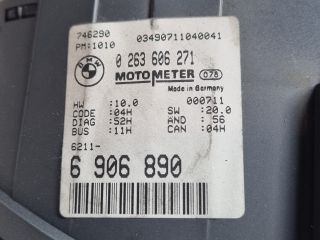 746290 03490711040041
PM:1010
BMW 0 263 606 271
MOTOMETER 078
Made in Germany
000711
HW :10.0 SW :20.0
CODE :04H AND : 56
DIAG :52H CAN :04H
BUS :11H
6211-
6 906 890